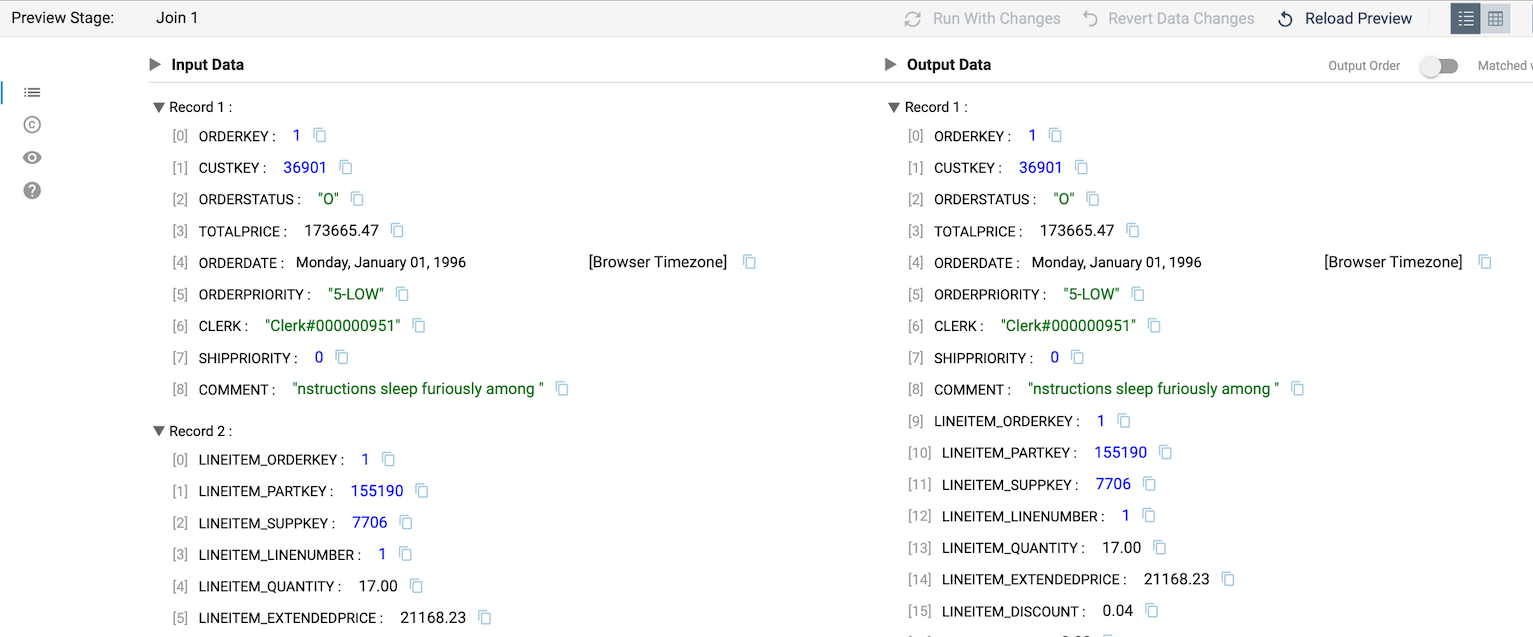 Preview Stage: Join 1 Run With Changes Revert Data Changes Reload Preview
Input Data
Record 1 :
[0] ORDERKEY : 1
[1] CUSTKEY : 36901
[2] ORDERSTATUS : "O"
[3] TOTALPRICE : 173665.47
[4] ORDERDATE : Monday, January 01, 1996 [Browser Timezone]
[5] ORDERPRIORITY : "5-LOW"
[6] CLERK : "Clerk#000000951"
[7] SHIPPRIORITY : 0
[8] COMMENT : "nstructions sleep furiously among "
Record 2 :
[0] LINEITEM_ORDERKEY : 1
[1] LINEITEM_PARTKEY : 155190
[2] LINEITEM_SUPPKEY : 7706
[3] LINEITEM_LINENUMBER : 1
[4] LINEITEM_QUANTITY : 17.00
[5] LINEITEM_EXTENDEDPRICE : 21168.23
Output Data Output Order Matched
Record 1 :
[0] ORDERKEY : 1
[1] CUSTKEY : 36901
[2] ORDERSTATUS : "O"
[3] TOTALPRICE : 173665.47
[4] ORDERDATE : Monday, January 01, 1996 [Browser Timezone]
[5] ORDERPRIORITY : "5-LOW"
[6] CLERK : "Clerk#000000951"
[7] SHIPPRIORITY : 0
[8] COMMENT : "nstructions sleep furiously among "
[9] LINEITEM_ORDERKEY : 1
[10] LINEITEM_PARTKEY : 155190
[11] LINEITEM_SUPPKEY : 7706
[12] LINEITEM_LINENUMBER : 1
[13] LINEITEM_QUANTITY : 17.00
[14] LINEITEM_EXTENDEDPRICE : 21168.23
[15] LINEITEM_DISCOUNT : 0.04